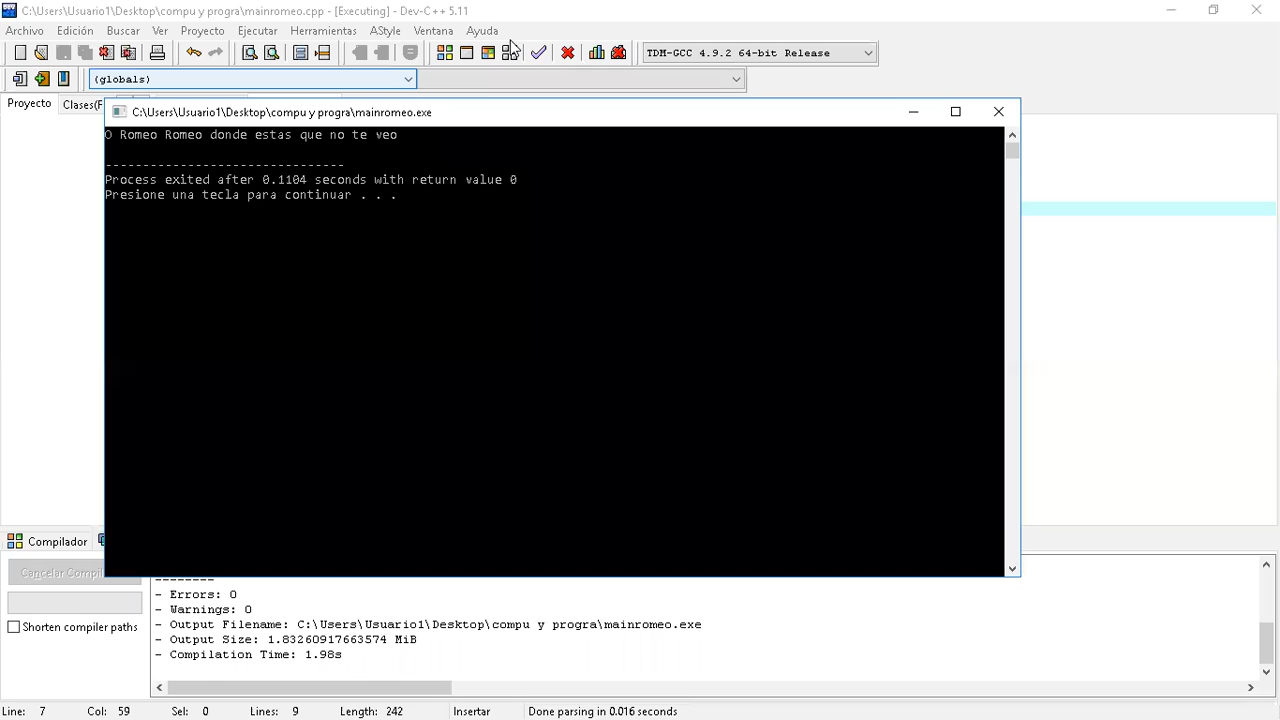 C:\Users\Usuario1\Desktop\compu y progra\mainromeo.cpp - [Executing] - Dev-C++ 5.11
Archivo Edición Buscar Ver Proyecto Ejecutar Herramientas AStyle Ventana Ayuda
TDM-GCC 4.9.2 64-bit Release
(globals)
Proyecto Clases(F
C:\Users\Usuario1\Desktop\compu y progra\mainromeo.exe
O Romeo Romeo donde estas que no te veo
--------------------------------
Process exited after 0.1104 seconds with return value 0
Presione una tecla para continuar . . .
Compilador
Cancelar Compil
--------
- Errors: 0
- Warnings: 0
- Output Filename: C:\Users\Usuario1\Desktop\compu y progra\mainromeo.exe
- Output Size: 1.83260917663574 MiB
- Compilation Time: 1.98s
Shorten compiler paths
Line: 7 Col: 59 Sel: 0 Lines: 9 Length: 242 Insertar Done parsing in 0.016 seconds